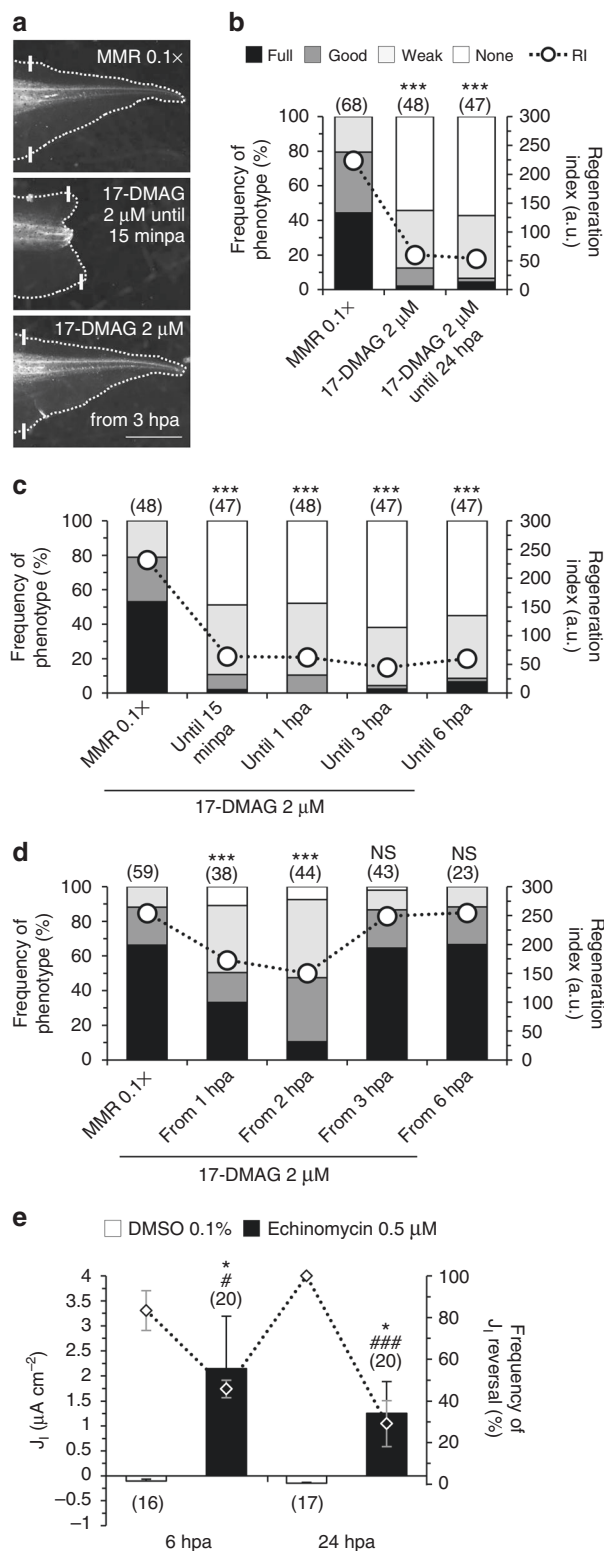 a
MMR 0.1×
17-DMAG
2 μM until
15 minpa
17-DMAG 2 μM
from 3 hpa
b
Full Good Weak None RI
*** ***
(68) (48) (47)
Frequency of
phenotype (%)
100
80
60
40
20
0
300
250
200
150
100
50
0
Regeneration
index (a.u.)
MMR 0.1×
17-DMAG 2 μM
17-DMAG 2 μM
until 24 hpa
c
*** *** *** ***
(48) (47) (48) (47) (47)
Frequency of
phenotype (%)
100
80
60
40
20
0
300
250
200
150
100
50
0
Regeneration
index (a.u.)
MMR 0.1×
Until 15
minpa
Until 1 hpa
Until 3 hpa
Until 6 hpa
17-DMAG 2 μM
d
*** *** NS NS
(59) (38) (44) (43) (23)
Frequency of
phenotype (%)
100
80
60
40
20
0
300
250
200
150
100
50
0
Regeneration
index (a.u.)
MMR 0.1×
From 1 hpa
From 2 hpa
From 3 hpa
From 6 hpa
17-DMAG 2 μM
e
DMSO 0.1% Echinomycin 0.5 μM
J_I (μA cm⁻²)
4
3.5
3
2.5
2
1.5
1
0.5
0
−0.5
−1
*
#
(20)
*
###
(20)
100
80
60
40
20
0
Frequency of
J_I reversal (%)
(16) (17)
6 hpa 24 hpa